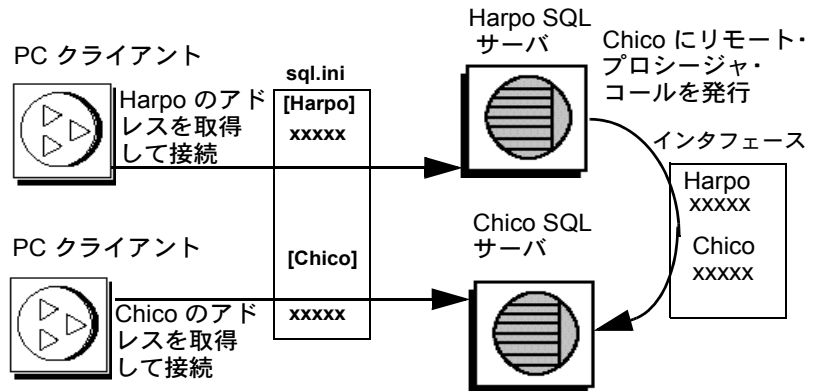 PC クライアント
Harpo のアド
レスを取得
して接続
sql.ini
[Harpo]
xxxxx
Harpo SQL
サーバ
Chico にリモート・
プロシージャ・
コールを発行
インタフェース
Harpo
xxxxx
Chico
xxxxx
PC クライアント
Chico のアド
レスを取得
して接続
[Chico]
xxxxx
Chico SQL
サーバ